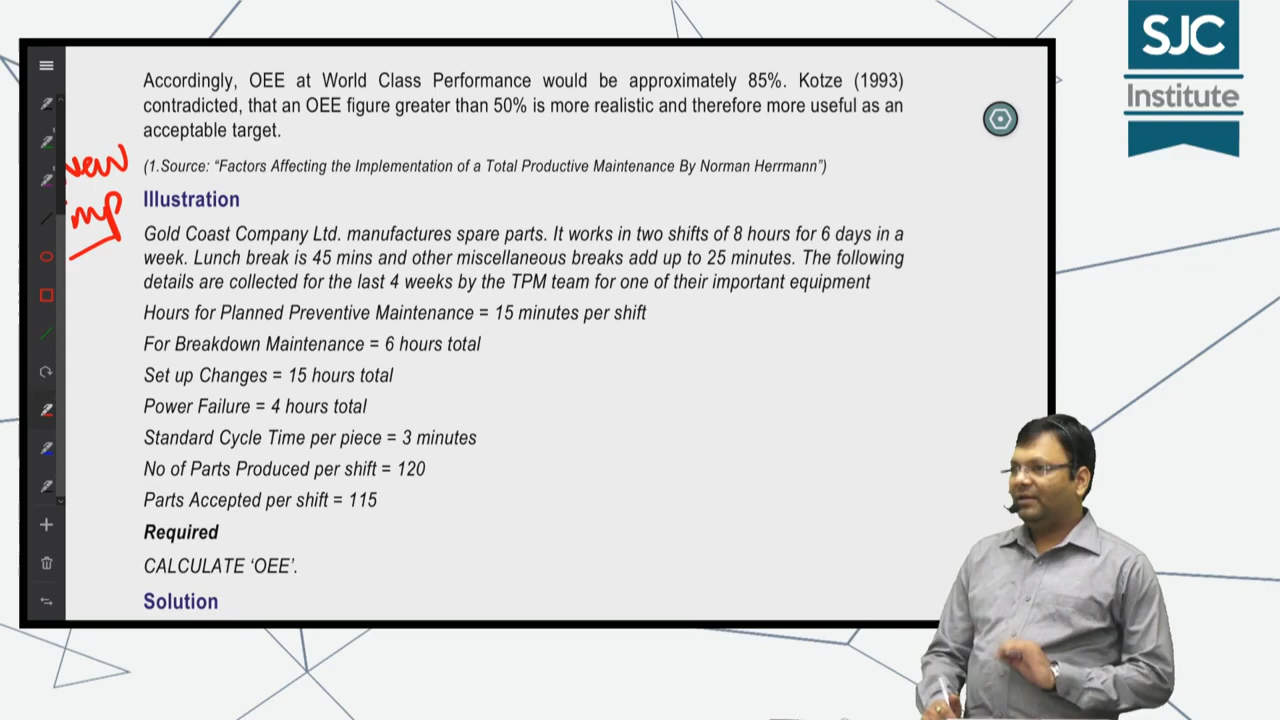 SJC
Institute
Accordingly, OEE at World Class Performance would be approximately 85%. Kotze (1993)
contradicted, that an OEE figure greater than 50% is more realistic and therefore more useful as an
acceptable target.
(1.Source: “Factors Affecting the Implementation of a Total Productive Maintenance By Norman Herrmann”)
New
Imp
Illustration
Gold Coast Company Ltd. manufactures spare parts. It works in two shifts of 8 hours for 6 days in a
week. Lunch break is 45 mins and other miscellaneous breaks add up to 25 minutes. The following
details are collected for the last 4 weeks by the TPM team for one of their important equipment
Hours for Planned Preventive Maintenance = 15 minutes per shift
For Breakdown Maintenance = 6 hours total
Set up Changes = 15 hours total
Power Failure = 4 hours total
Standard Cycle Time per piece = 3 minutes
No of Parts Produced per shift = 120
Parts Accepted per shift = 115
Required
CALCULATE ‘OEE’.
Solution